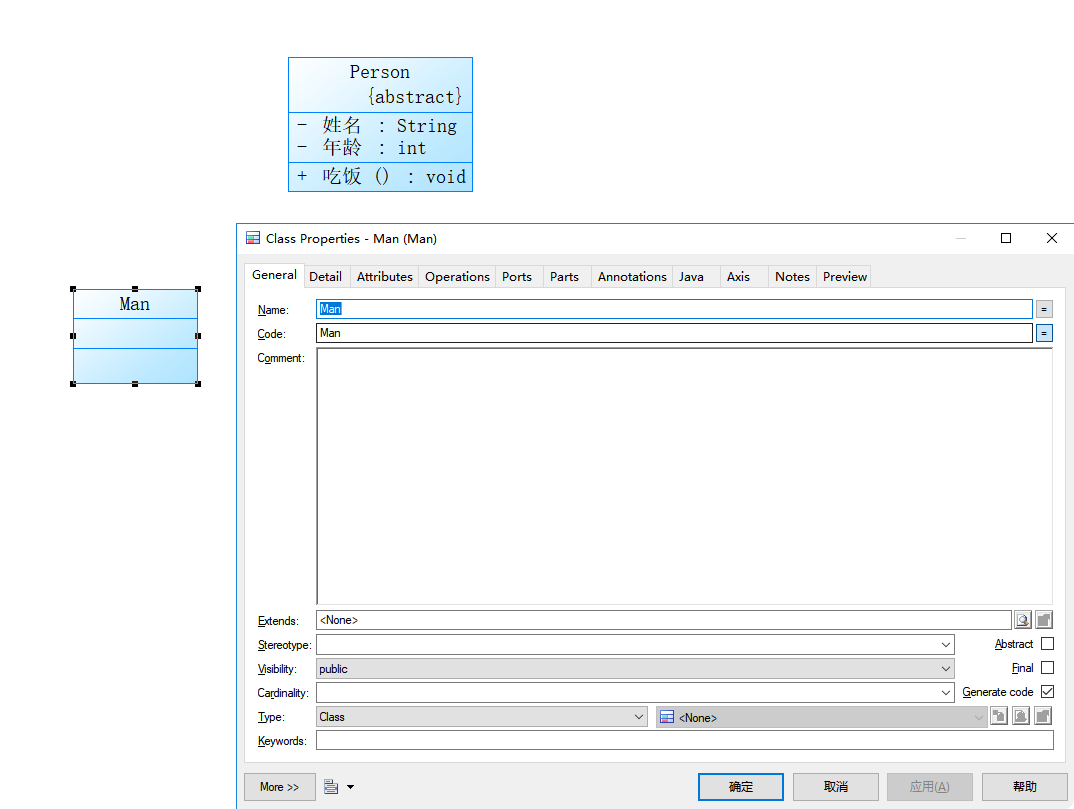 Person
{abstract}
- 姓名 : String
- 年龄 : int
+ 吃饭 () : void
Class Properties - Man (Man)
General Detail Attributes Operations Ports Parts Annotations Java Axis Notes Preview
Man
Name: Man =
Code: Man =
Comment:
Extends: <None>
Stereotype: Abstract
Visibility: public Final
Cardinality: Generate code
Type: Class <None>
Keywords:
More >> 确定 取消 应用(A) 帮助